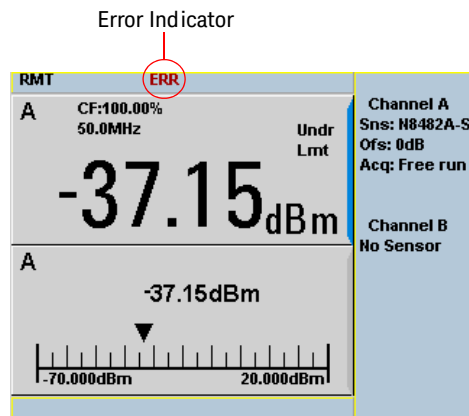 Error Indicator
RMT ERR
A CF:100.00%
50.0MHz
Undr
Lmt
-37.15dBm
A
-37.15dBm
-70.000dBm 20.000dBm
Channel A
Sns: N8482A-S
Ofs: 0dB
Acq: Free run
Channel B
No Sensor